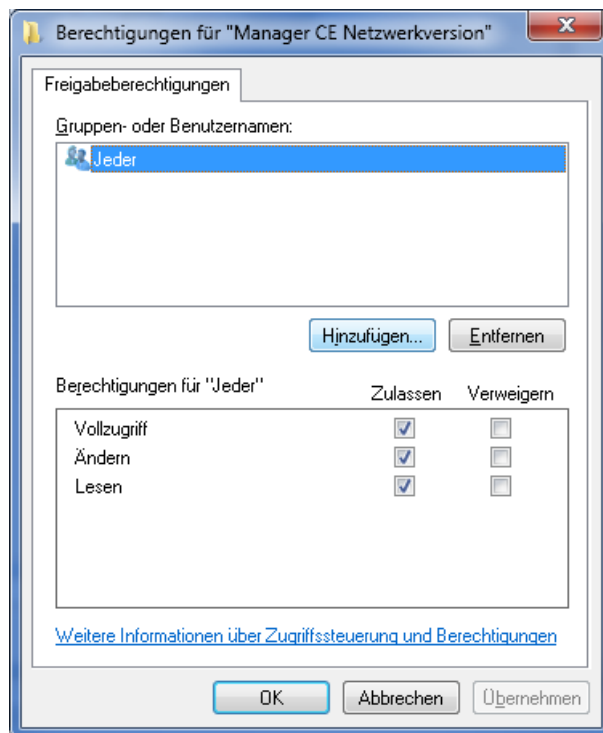 Berechtigungen für "Manager CE Netzwerkversion"
Freigabeberechtigungen
Gruppen- oder Benutzernamen:
Jeder
Hinzufügen... Entfernen
Berechtigungen für "Jeder" Zulassen Verweigern
Vollzugriff
Ändern
Lesen
Weitere Informationen über Zugriffssteuerung und Berechtigungen
OK Abbrechen Übernehmen